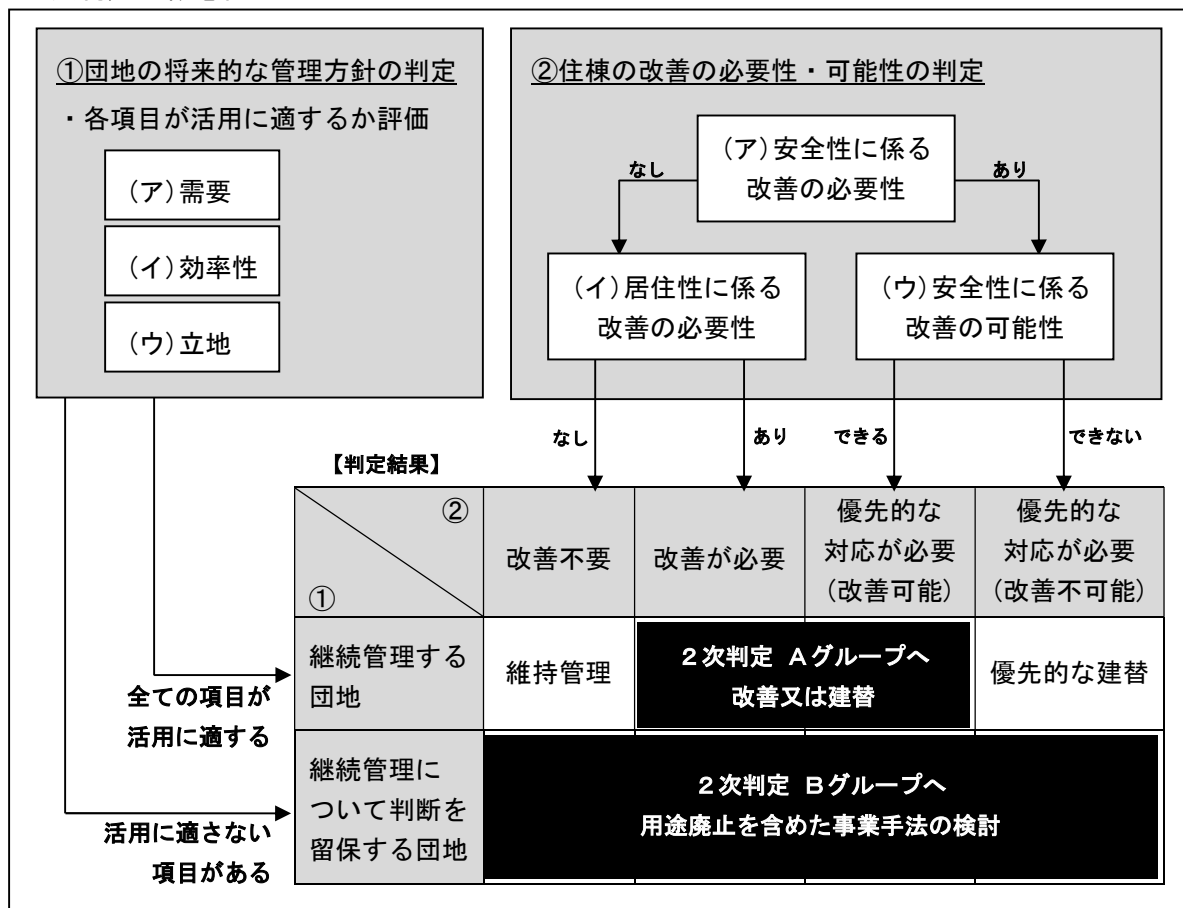 ①団地の将来的な管理方針の判定
・各項目が活用に適するか評価
(ア)需要
(イ)効率性
(ウ)立地
②住棟の改善の必要性・可能性の判定
(ア)安全性に係る
改善の必要性
なし
あり
(イ)居住性に係る
改善の必要性
(ウ)安全性に係る
改善の可能性
なし
あり
できる
できない
【判定結果】
②
①
改善不要
改善が必要
優先的な
対応が必要
(改善可能)
優先的な
対応が必要
(改善不可能)
全ての項目が
活用に適する
継続管理する
団地
維持管理
2次判定 Aグループへ
改善又は建替
優先的な建替
活用に適さない
項目がある
継続管理に
ついて判断を
留保する団地
2次判定 Bグループへ
用途廃止を含めた事業手法の検討